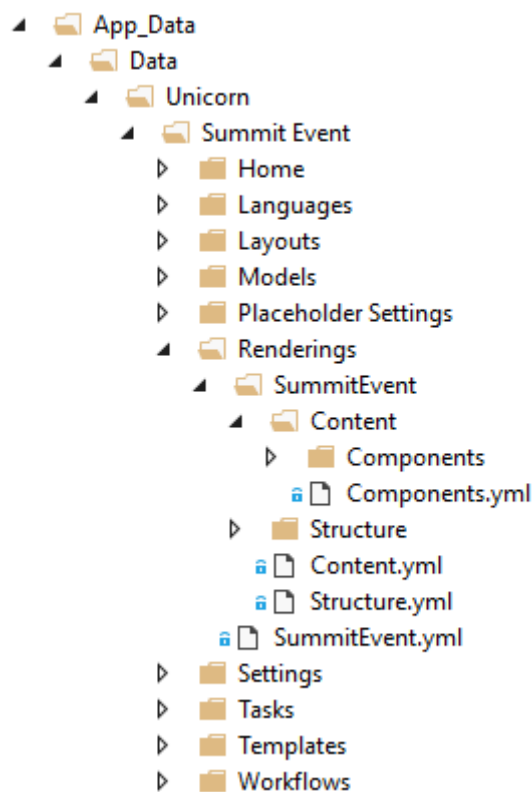 App_Data
Data
Unicorn
Summit Event
Home
Languages
Layouts
Models
Placeholder Settings
Renderings
SummitEvent
Content
Components
Components.yml
Structure
Content.yml
Structure.yml
SummitEvent.yml
Settings
Tasks
Templates
Workflows